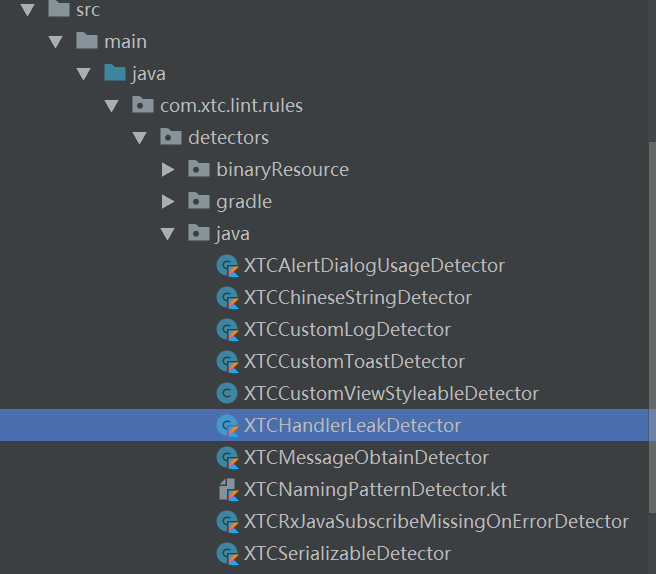 src
main
java
com.xtc.lint.rules
detectors
binaryResource
gradle
java
XTCAlertDialogUsageDetector
XTCChineseStringDetector
XTCCustomLogDetector
XTCCustomToastDetector
XTCCustomViewStyleableDetector
XTCHandlerLeakDetector
XTCMessageObtainDetector
XTCNamingPatternDetector.kt
XTCRxJavaSubscribeMissingOnErrorDetector
XTCSerializableDetector